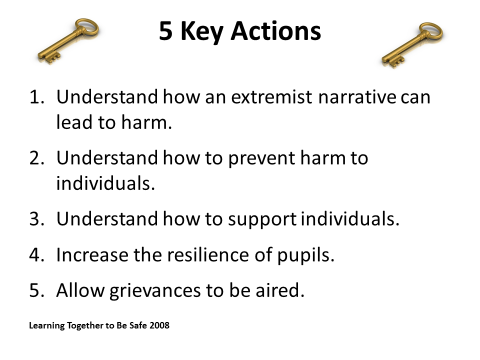 5 Key Actions
1. Understand how an extremist narrative can
lead to harm.
2. Understand how to prevent harm to
individuals.
3. Understand how to support individuals.
4. Increase the resilience of pupils.
5. Allow grievances to be aired.
Learning Together to Be Safe 2008